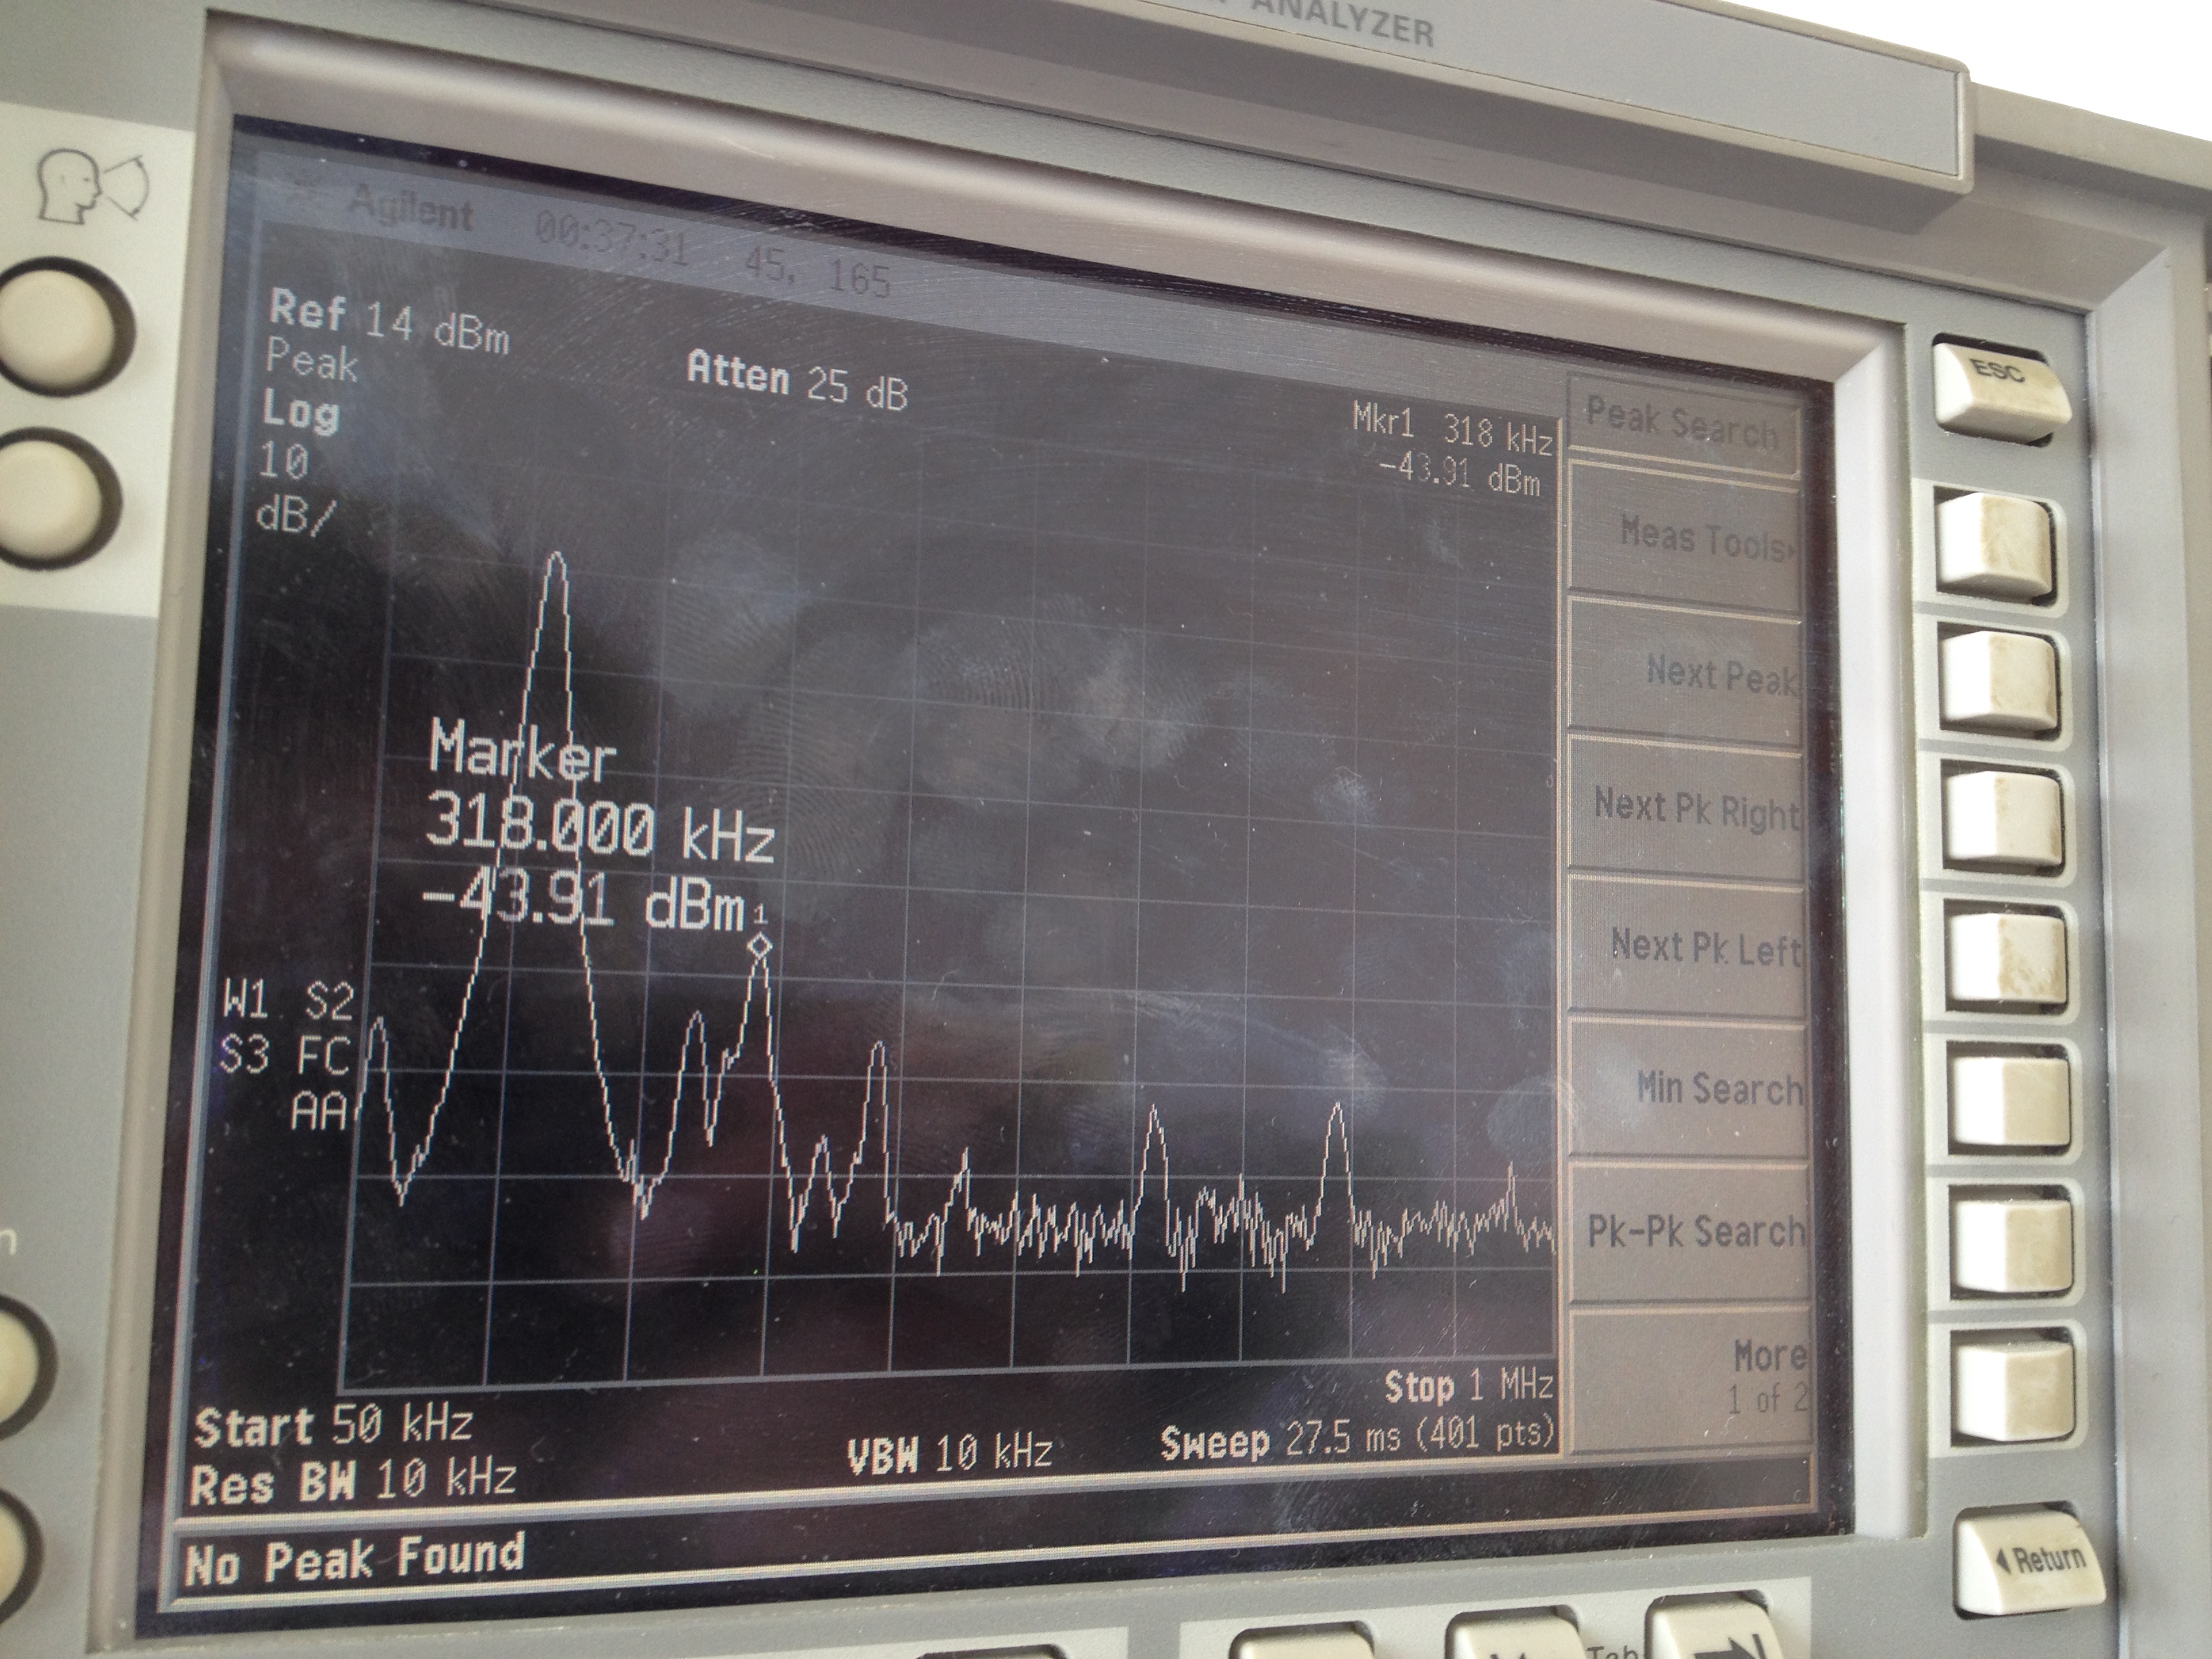 ANALYZER
Agilent 00:37:31 45, 165
Ref 14 dBm
Atten 25 dB
Peak
Log
10
dB/
Mkr1 318 kHz
-43.91 dBm
Peak Search
Meas Tools
Next Peak
Next Pk Right
Next Pk Left
Min Search
Pk-Pk Search
More
1 of 2
Marker
318.000 kHz
-43.91 dBm
1
W1 S2
S3 FC
AA
Start 50 kHz
Stop 1 MHz
Res BW 10 kHz
VBW 10 kHz
Sweep 27.5 ms (401 pts)
No Peak Found
ESC
Return
Tab